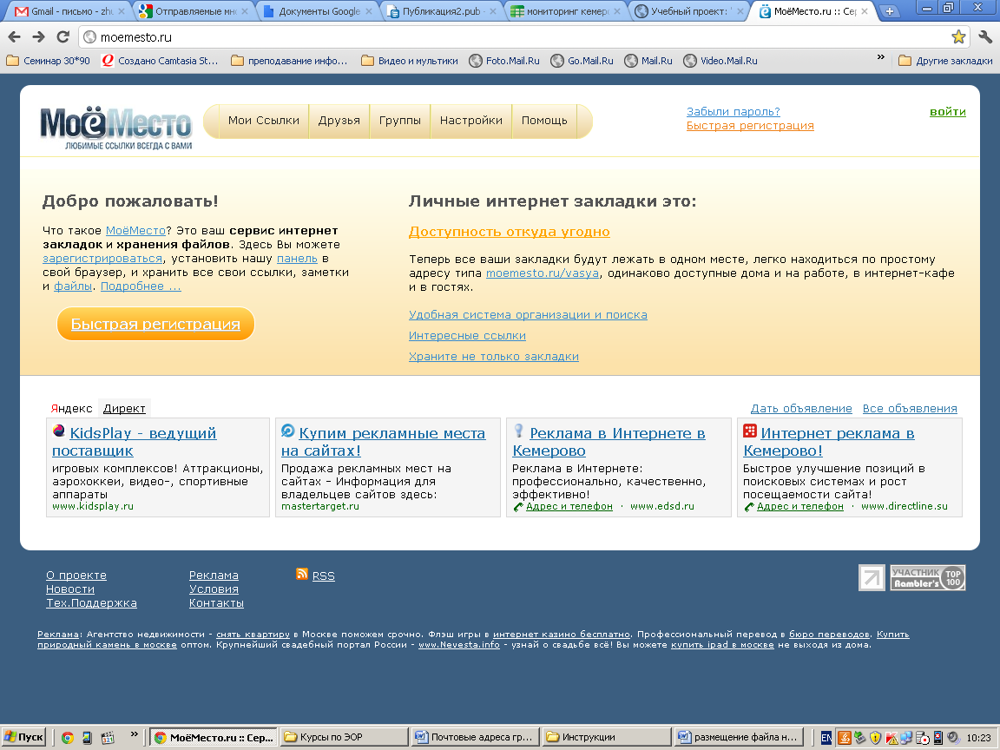 Gmail - письмо - zhu
Отправляемые мно
Документы Google
Публикация2.pub -
мониторинг кемеро
Учебный проект: "
МоёМесто.ru :: Сер
moemesto.ru
Семинар 30*90
Создано Camtasia St...
преподавание инфо...
Видео и мультики
Foto.Mail.Ru
Go.Mail.Ru
Mail.Ru
Video.Mail.Ru
»
Другие закладки
МоёМесто
ЛЮБИМЫЕ ССЫЛКИ ВСЕГДА С ВАМИ
Мои Ссылки
Друзья
Группы
Настройки
Помощь
Забыли пароль?
Быстрая регистрация
войти
Добро пожаловать!
Что такое МоёМесто? Это ваш сервис интернет
закладок и хранения файлов. Здесь Вы можете
зарегистрироваться, установить нашу панель в
свой браузер, и хранить все свои ссылки, заметки
и файлы. Подробнее ...
Быстрая регистрация
Личные интернет закладки это:
Доступность откуда угодно
Теперь все ваши закладки будут лежать в одном месте, легко находиться по простому
адресу типа moemesto.ru/vasya, одинаково доступные дома и на работе, в интернет-кафе
и в гостях.
Удобная система организации и поиска
Интересные ссылки
Храните не только закладки
Яндекс Директ
Дать объявление Все объявления
KidsPlay - ведущий
поставщик
игровых комплексов! Аттракционы,
аэрохоккеи, видео-, спортивные
аппараты
www.kidsplay.ru
Купим рекламные места
на сайтах!
Продажа рекламных мест на
сайтах - Информация для
владельцев сайтов здесь:
mastertarget.ru
Реклама в Интернете в
Кемерово
Реклама в Интернете:
профессионально, качественно,
эффективно!
Адрес и телефон · www.edsd.ru
Интернет реклама в
Кемерово!
Быстрое улучшение позиций в
поисковых системах и рост
посещаемости сайта!
Адрес и телефон · www.directline.su
О проекте
Новости
Тех.Поддержка
Реклама
Условия
Контакты
RSS
УЧАСТНИК
Rambler's
TOP
100
Реклама: Агентство недвижимости - снять квартиру в Москве поможем срочно. Флэш игры в интернет казино бесплатно. Профессиональный перевод в бюро переводов. Купить
природный камень в москве оптом. Крупнейший свадебный портал России - www.Nevesta.info - узнай о свадьбе всё! Вы можете купить ipad в москве не выходя из дома.
Пуск
»
МоёМесто.ru :: Сер...
Курсы по ЭОР
Почтовые адреса гр...
Инструкции
размещение файла н...
EN
10:23